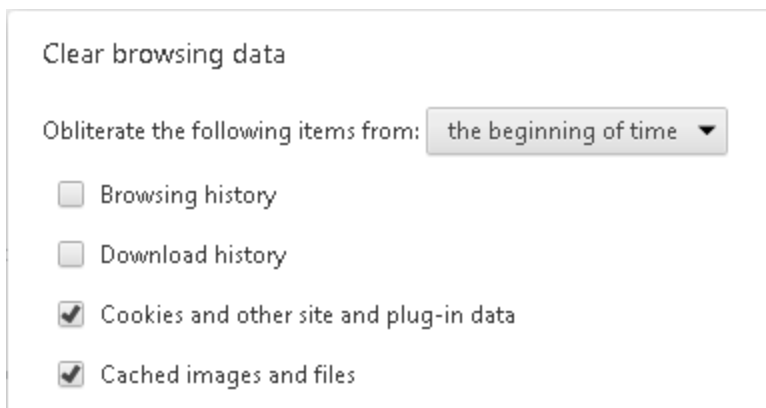 Clear browsing data
Obliterate the following items from: the beginning of time
Browsing history
Download history
Cookies and other site and plug-in data
Cached images and files